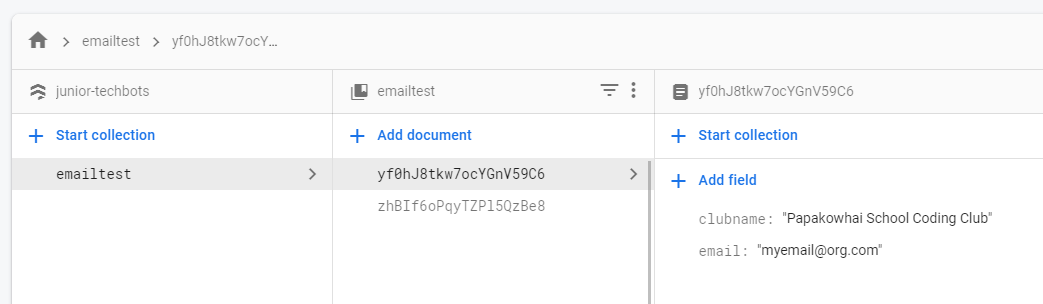 emailtest yf0hJ8tkw7ocY...
junior-techbots
emailtest
yf0hJ8tkw7ocYGnV59C6
Start collection
Add document
Start collection
emailtest
yf0hJ8tkw7ocYGnV59C6
zhBIf6oPqyTZPl5QzBe8
Add field
clubname: "Papakowhai School Coding Club"
email: "myemail@org.com"